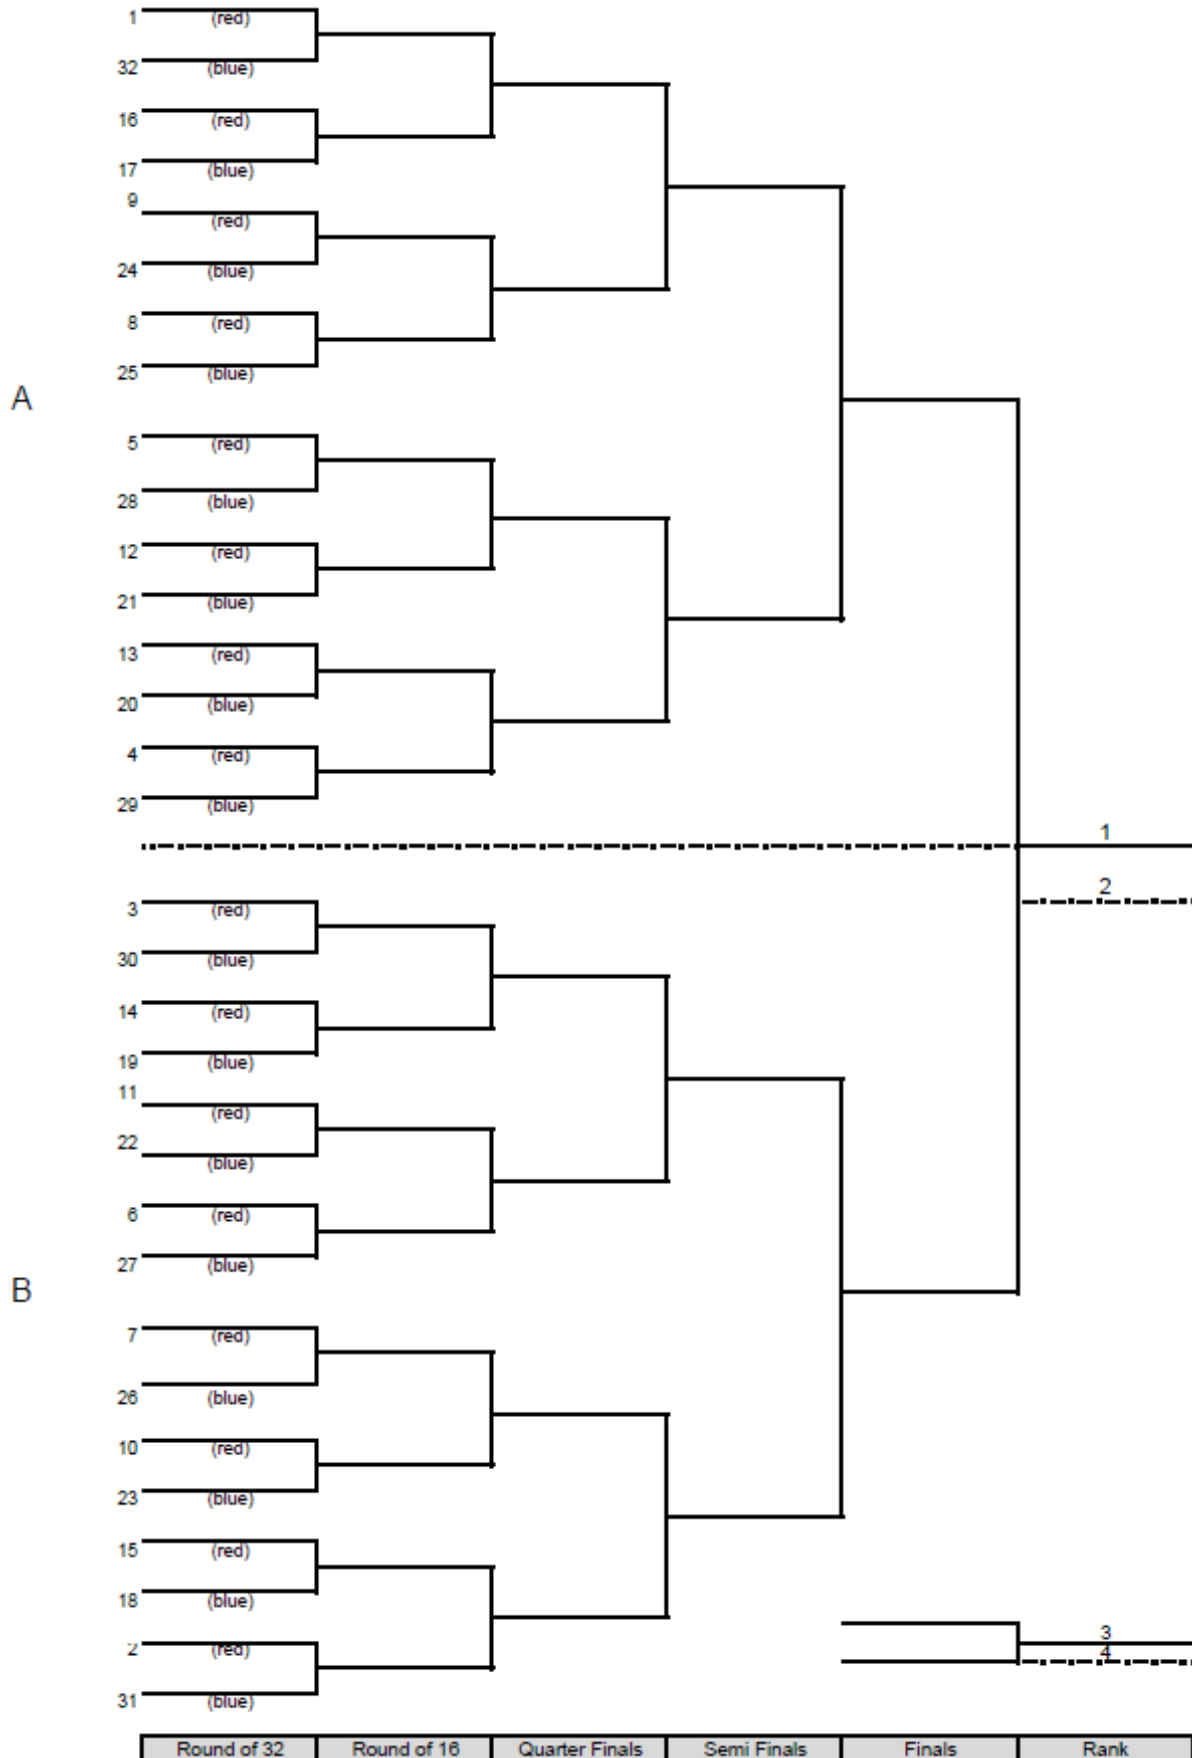 1 (red)
32 (blue)
16 (red)
17 (blue)
9 (red)
24 (blue)
8 (red)
25 (blue)
A
5 (red)
28 (blue)
12 (red)
21 (blue)
13 (red)
20 (blue)
4 (red)
29 (blue)
1
2
3 (red)
30 (blue)
14 (red)
19 (blue)
11 (red)
22 (blue)
6 (red)
27 (blue)
B
7 (red)
26 (blue)
10 (red)
23 (blue)
15 (red)
18 (blue)
3
2 (red)
4
31 (blue)
Round of 32 Round of 16 Quarter Finals Semi Finals Finals Rank